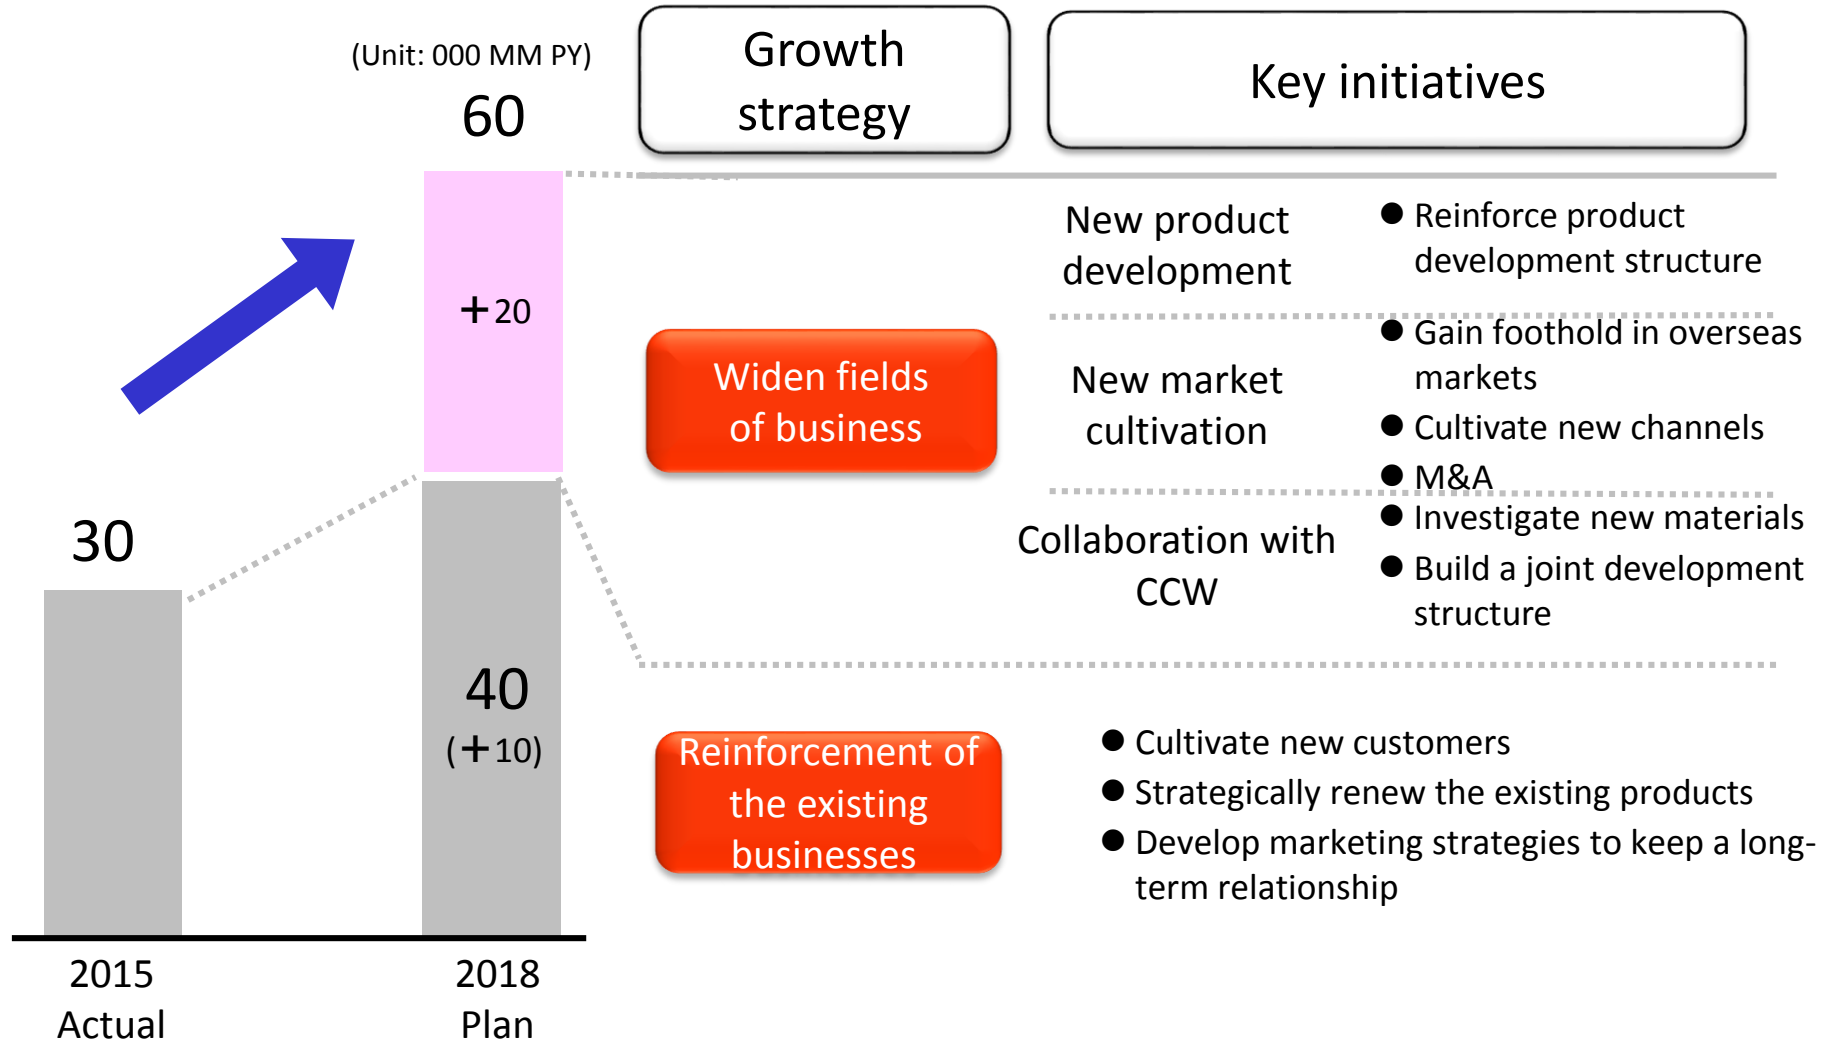 (Unit: 000 MM PY)
60
+20
30
40
(+10)
2015
Actual
2018
Plan
Growth
strategy
Key initiatives
Widen fields
of business
New product
development
● Reinforce product
development structure
New market
cultivation
● Gain foothold in overseas
markets
● Cultivate new channels
● M&A
Collaboration with
CCW
● Investigate new materials
● Build a joint development
structure
Reinforcement of
the existing
businesses
● Cultivate new customers
● Strategically renew the existing products
● Develop marketing strategies to keep a long-
term relationship